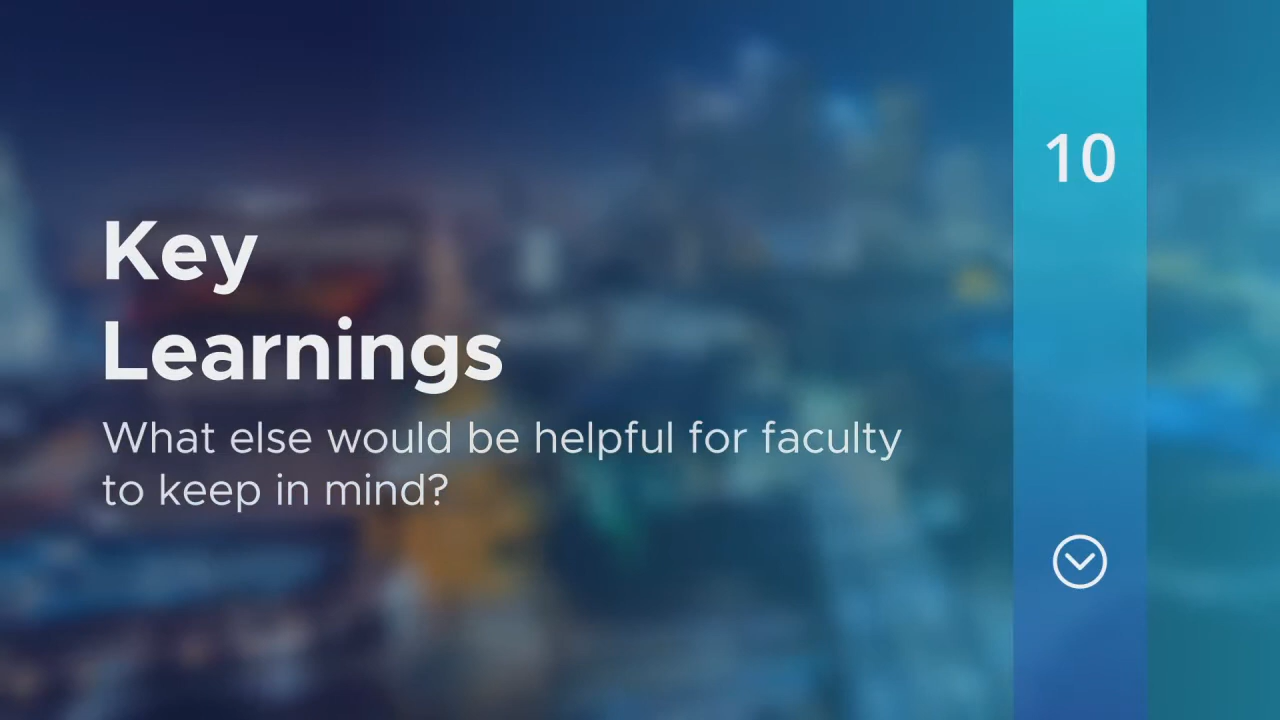 Key
Learnings
What else would be helpful for faculty
to keep in mind?
10